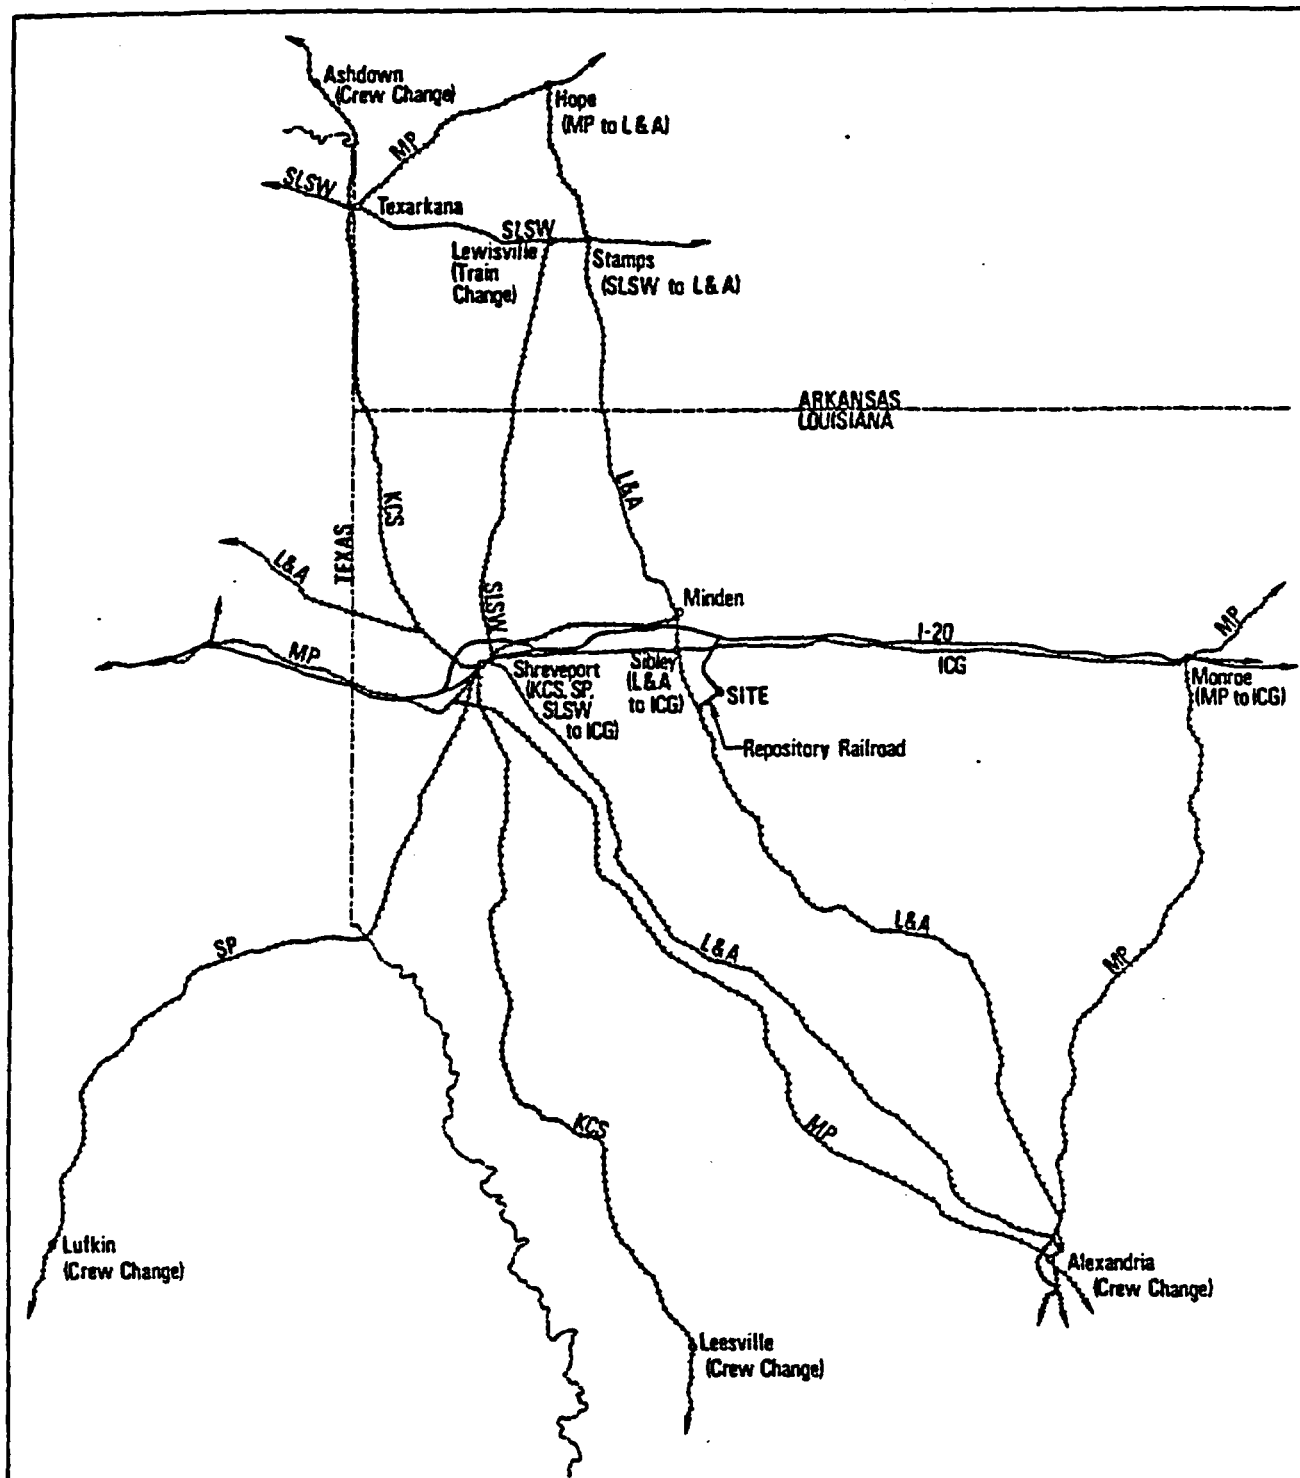 Ashdown
(Crew Change)
Hope
(MP to L&A)
MP
SLSW
Texarkana
SLSW
Lewisville
(Train
Change)
Stamps
(SLSW to L&A)
ARKANSAS
LOUISIANA
KCS
TEXAS
L&A
L&A
SLSW
Minden
MP
I-20
ICG
MP
Shreveport
(KCS, SP,
SLSW
to ICG)
Sibley
(L&A
to ICG)
SITE
Monroe
(MP to ICG)
Repository Railroad
SP
L&A
L&A
MP
KCS
MP
Lufkin
(Crew Change)
Alexandria
(Crew Change)
Leesville
(Crew Change)